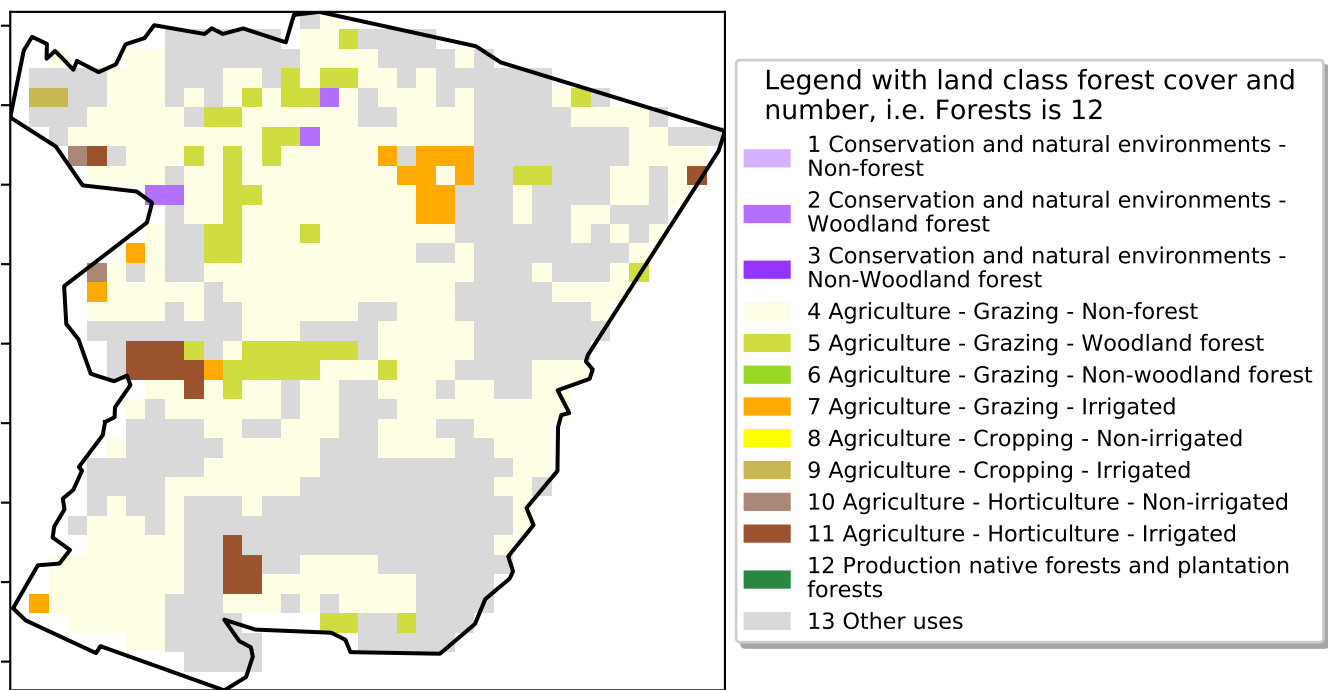 Legend with land class forest cover and
number, i.e. Forests is 12
1 Conservation and natural environments -
Non-forest
2 Conservation and natural environments -
Woodland forest
3 Conservation and natural environments -
Non-Woodland forest
4 Agriculture - Grazing - Non-forest
5 Agriculture - Grazing - Woodland forest
6 Agriculture - Grazing - Non-woodland forest
7 Agriculture - Grazing - Irrigated
8 Agriculture - Cropping - Non-irrigated
9 Agriculture - Cropping - Irrigated
10 Agriculture - Horticulture - Non-irrigated
11 Agriculture - Horticulture - Irrigated
12 Production native forests and plantation
forests
13 Other uses